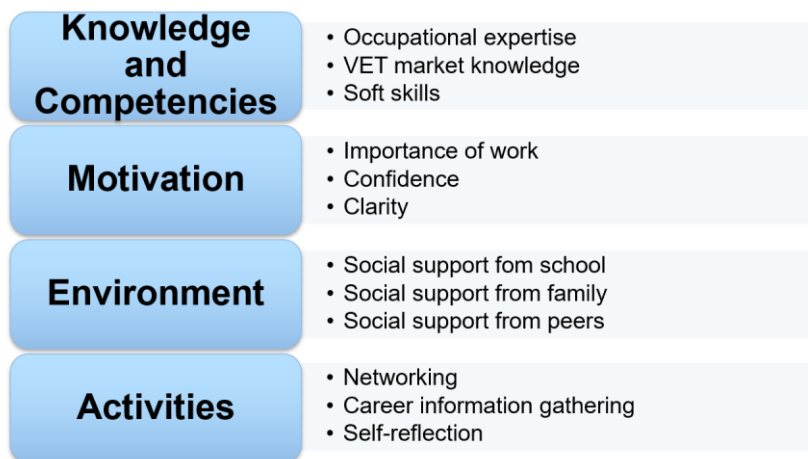 Knowledge
and
Competencies
• Occupational expertise
• VET market knowledge
• Soft skills
Motivation
• Importance of work
• Confidence
• Clarity
Environment
• Social support fom school
• Social support from family
• Social support from peers
Activities
• Networking
• Career information gathering
• Self-reflection